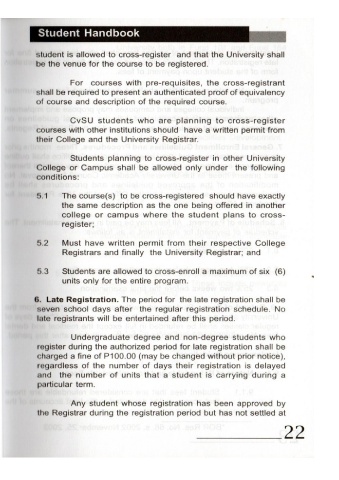 Student Handbook
student is allowed to cross-register and that the University shall
be the venue for the course to be registered.
For courses with pre-requisites, the cross-registrant
shall be required to present an authenticated proof of equivalency
of course and description of the required course.
CvSU students who are planning to cross-register
courses with other institutions should have a written permit from
their College and the University Registrar.
Students planning to cross-register in other University
College or Campus shall be allowed only under the following
conditions:
5.1 The course(s) to be cross-registered should have exactly
the same description as the one being offered in another
college or campus where the student plans to cross-
register;
5.2 Must have written permit from their respective College
Registrars and finally the University Registrar; and
5.3 Students are allowed to cross-enroll a maximum of six (6)
units only for the entire program.
6. Late Registration. The period for the late registration shall be
seven school days after the regular registration schedule. No
late registrants will be entertained after this period.
Undergraduate degree and non-degree students who
register during the authorized period for late registration shall be
charged a fine of P100.00 (may be changed without prior notice),
regardless of the number of days their registration is delayed
and the number of units that a student is carrying during a
particular term.
Any student whose registration has been approved by
the Registrar during the registration period but has not settled at
22